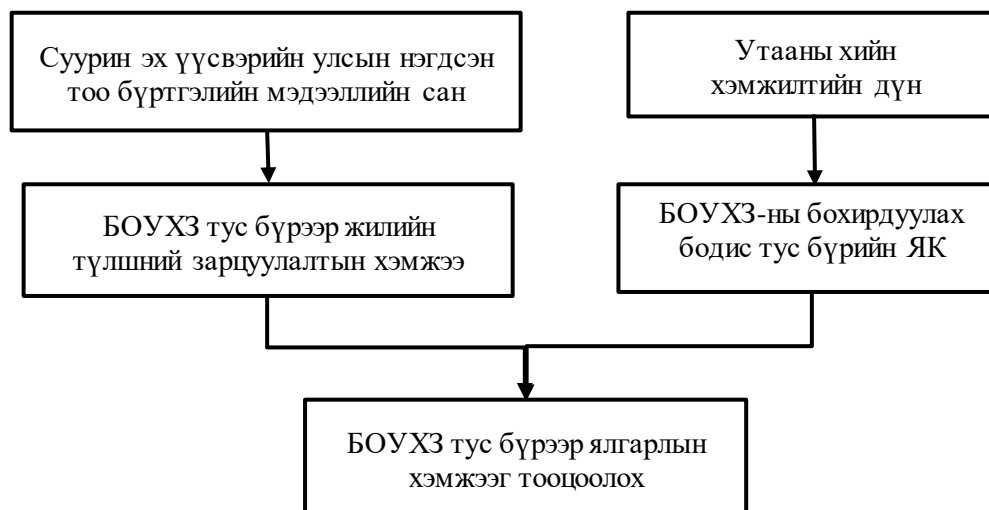 Суурин эх үүсвэрийн улсын нэгдсэн
тоо бүртгэлийн мэдээллийн сан
Утааны хийн
хэмжилтийн дүн
БОУХЗ тус бүрээр жилийн
түлшний зарцуулалтын хэмжээ
БОУХЗ-ны бохирдуулах
бодис тус бүрийн ЯК
БОУХЗ тус бүрээр ялгарлын
хэмжээг тооцоолох